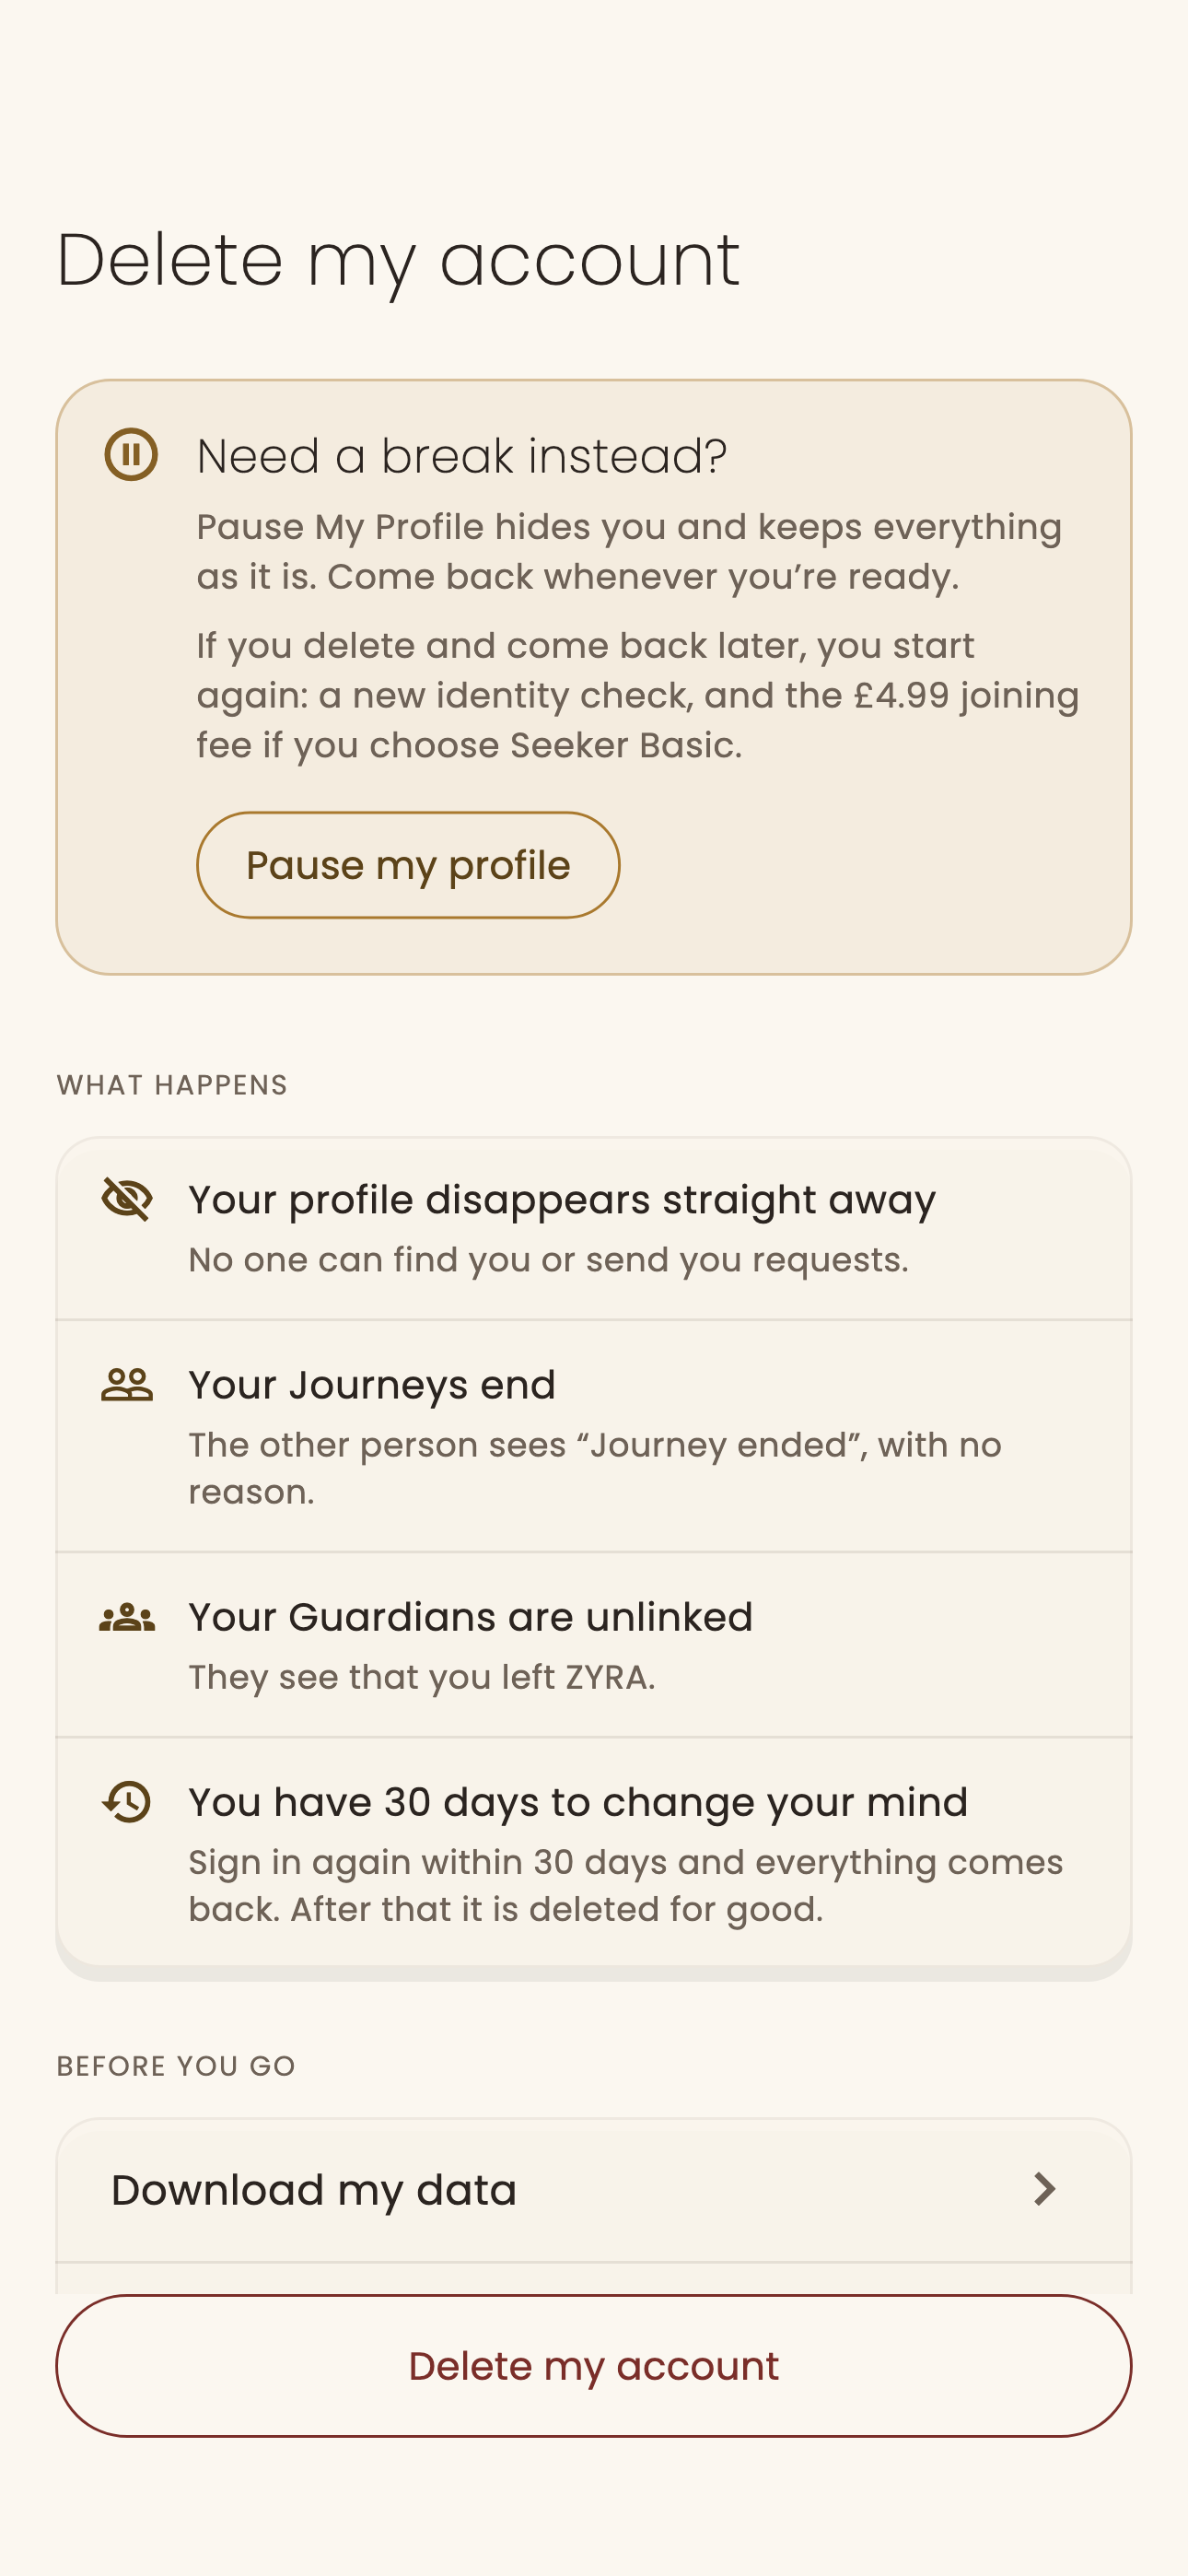 Delete my account
Need a break instead?
Pause My Profile hides you and keeps everything
as it is. Come back whenever you’re ready.
If you delete and come back later, you start
again: a new identity check, and the £4.99 joining
fee if you choose Seeker Basic.
Pause my profile
WHAT HAPPENS
Your profile disappears straight away
No one can find you or send you requests.
Your Journeys end
The other person sees “Journey ended”, with no
reason.
Your Guardians are unlinked
They see that you left ZYRA.
You have 30 days to change your mind
Sign in again within 30 days and everything comes
back. After that it is deleted for good.
BEFORE YOU GO
Download my data
Delete my account